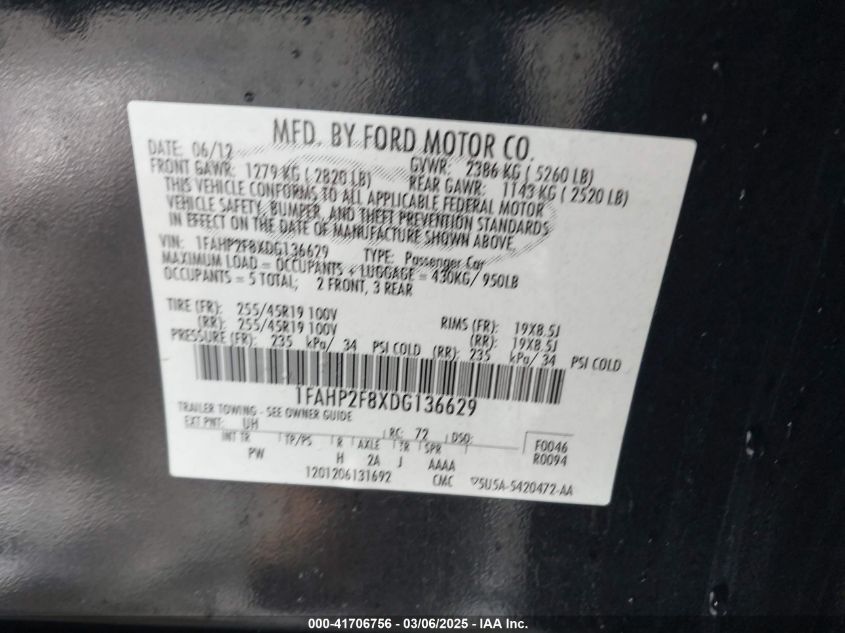 MFD. BY FORD MOTOR CO.
DATE: 06/12 GVWR: 2386 KG ( 5260 LB)
FRONT GAWR: 1279 KG ( 2820 LB) REAR GAWR: 1143 KG ( 2520 LB)
THIS VEHICLE CONFORMS TO ALL APPLICABLE FEDERAL MOTOR
VEHICLE SAFETY, BUMPER, AND THEFT PREVENTION STANDARDS
IN EFFECT ON THE DATE OF MANUFACTURE SHOWN ABOVE.
VIN: 1FAHP2F8XDG136629 TYPE: Passenger Car
MAXIMUM LOAD = OCCUPANTS + LUGGAGE = 430KG/ 950LB
OCCUPANTS = 5 TOTAL; 2 FRONT, 3 REAR
TIRE (FR): 255/45R19 100V RIMS (FR): 19X8.5J
(RR): 255/45R19 100V (RR): 19X8.5J
PRESSURE (FR): 235 kPa/ 34 PSI COLD (RR): 235 kPa/ 34 PSI COLD
1FAHP2F8XDG136629
TRAILER TOWING - SEE OWNER GUIDE
EXT PNT: UH RC: 72 DSO: F0046
INT TR TP/PS R AXLE TR SPR R0094
PW H 2A J AAAA
1201206131692 CMC 5U5A-5420472-AA
000-41706756 - 03/06/2025 - IAAI Inc.